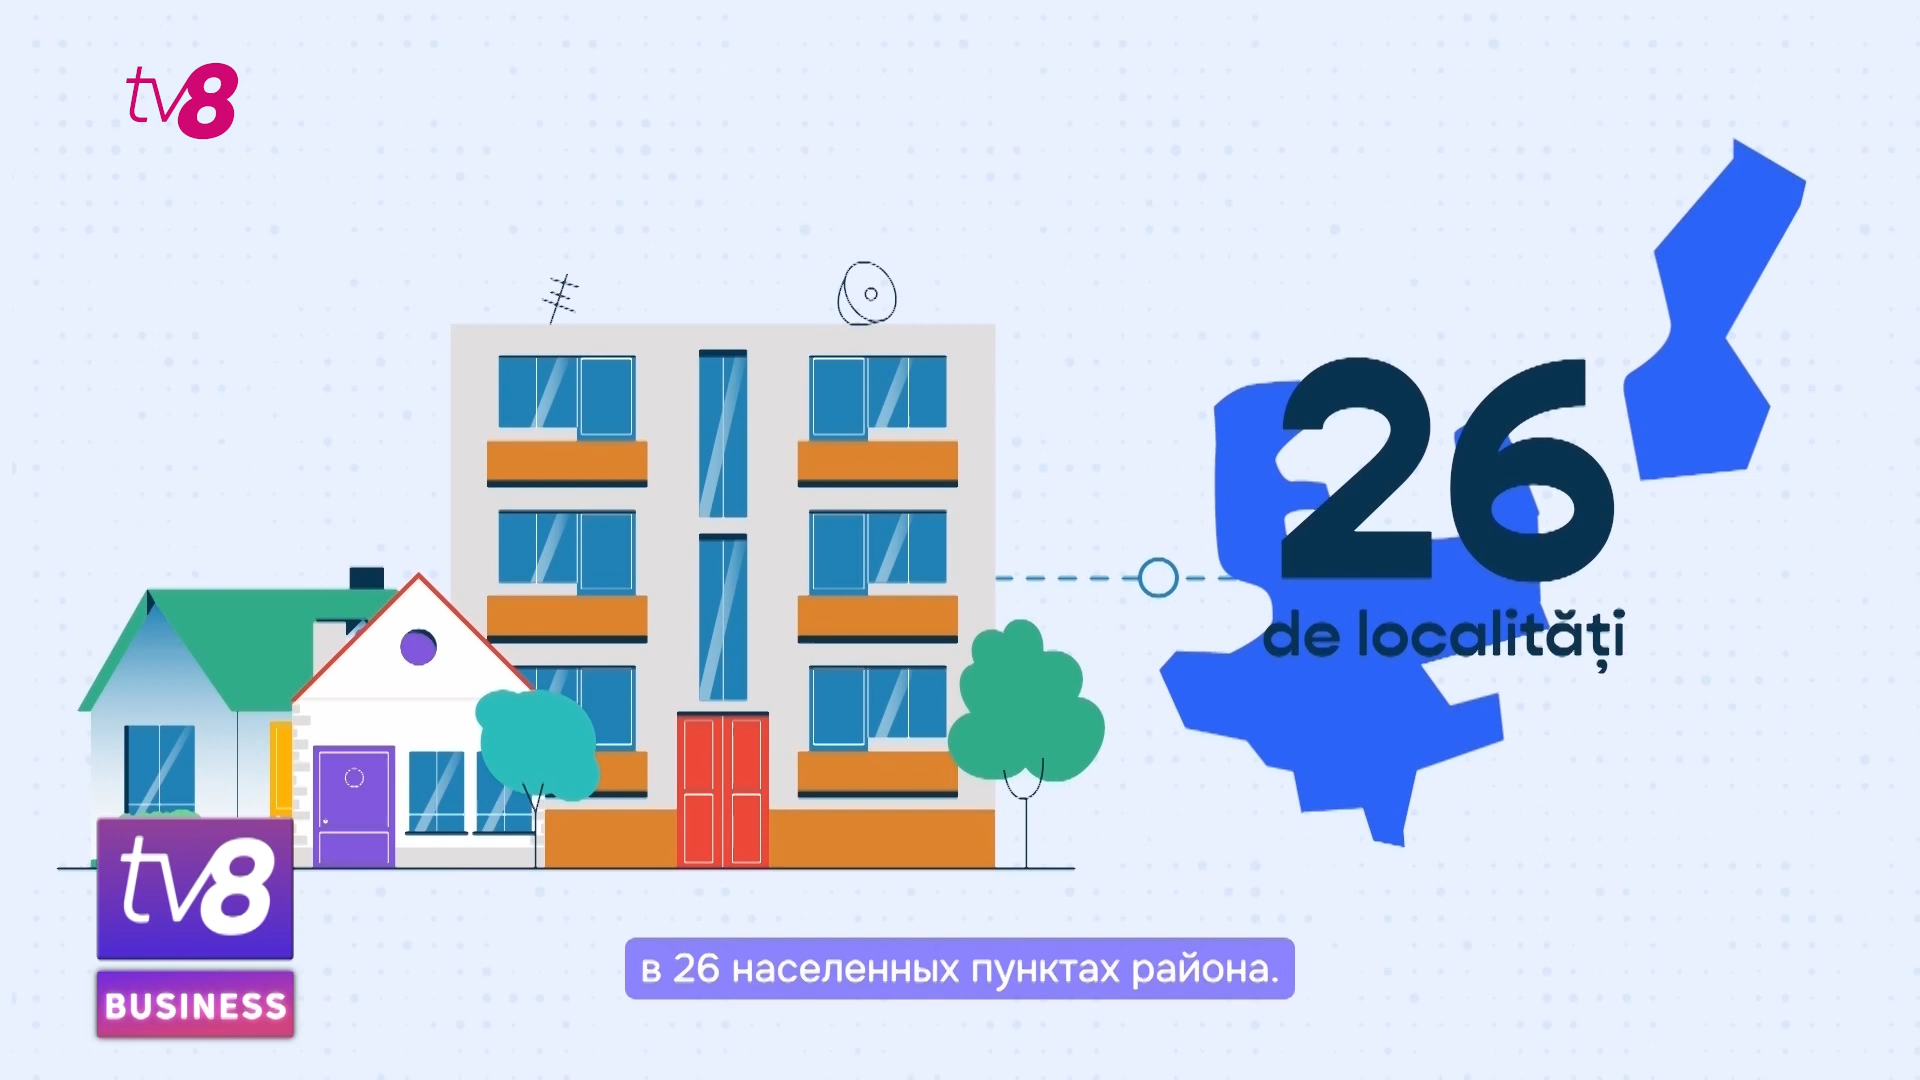 tv8
26
de localități
tv8
BUSINESS
в 26 населенных пунктах района.